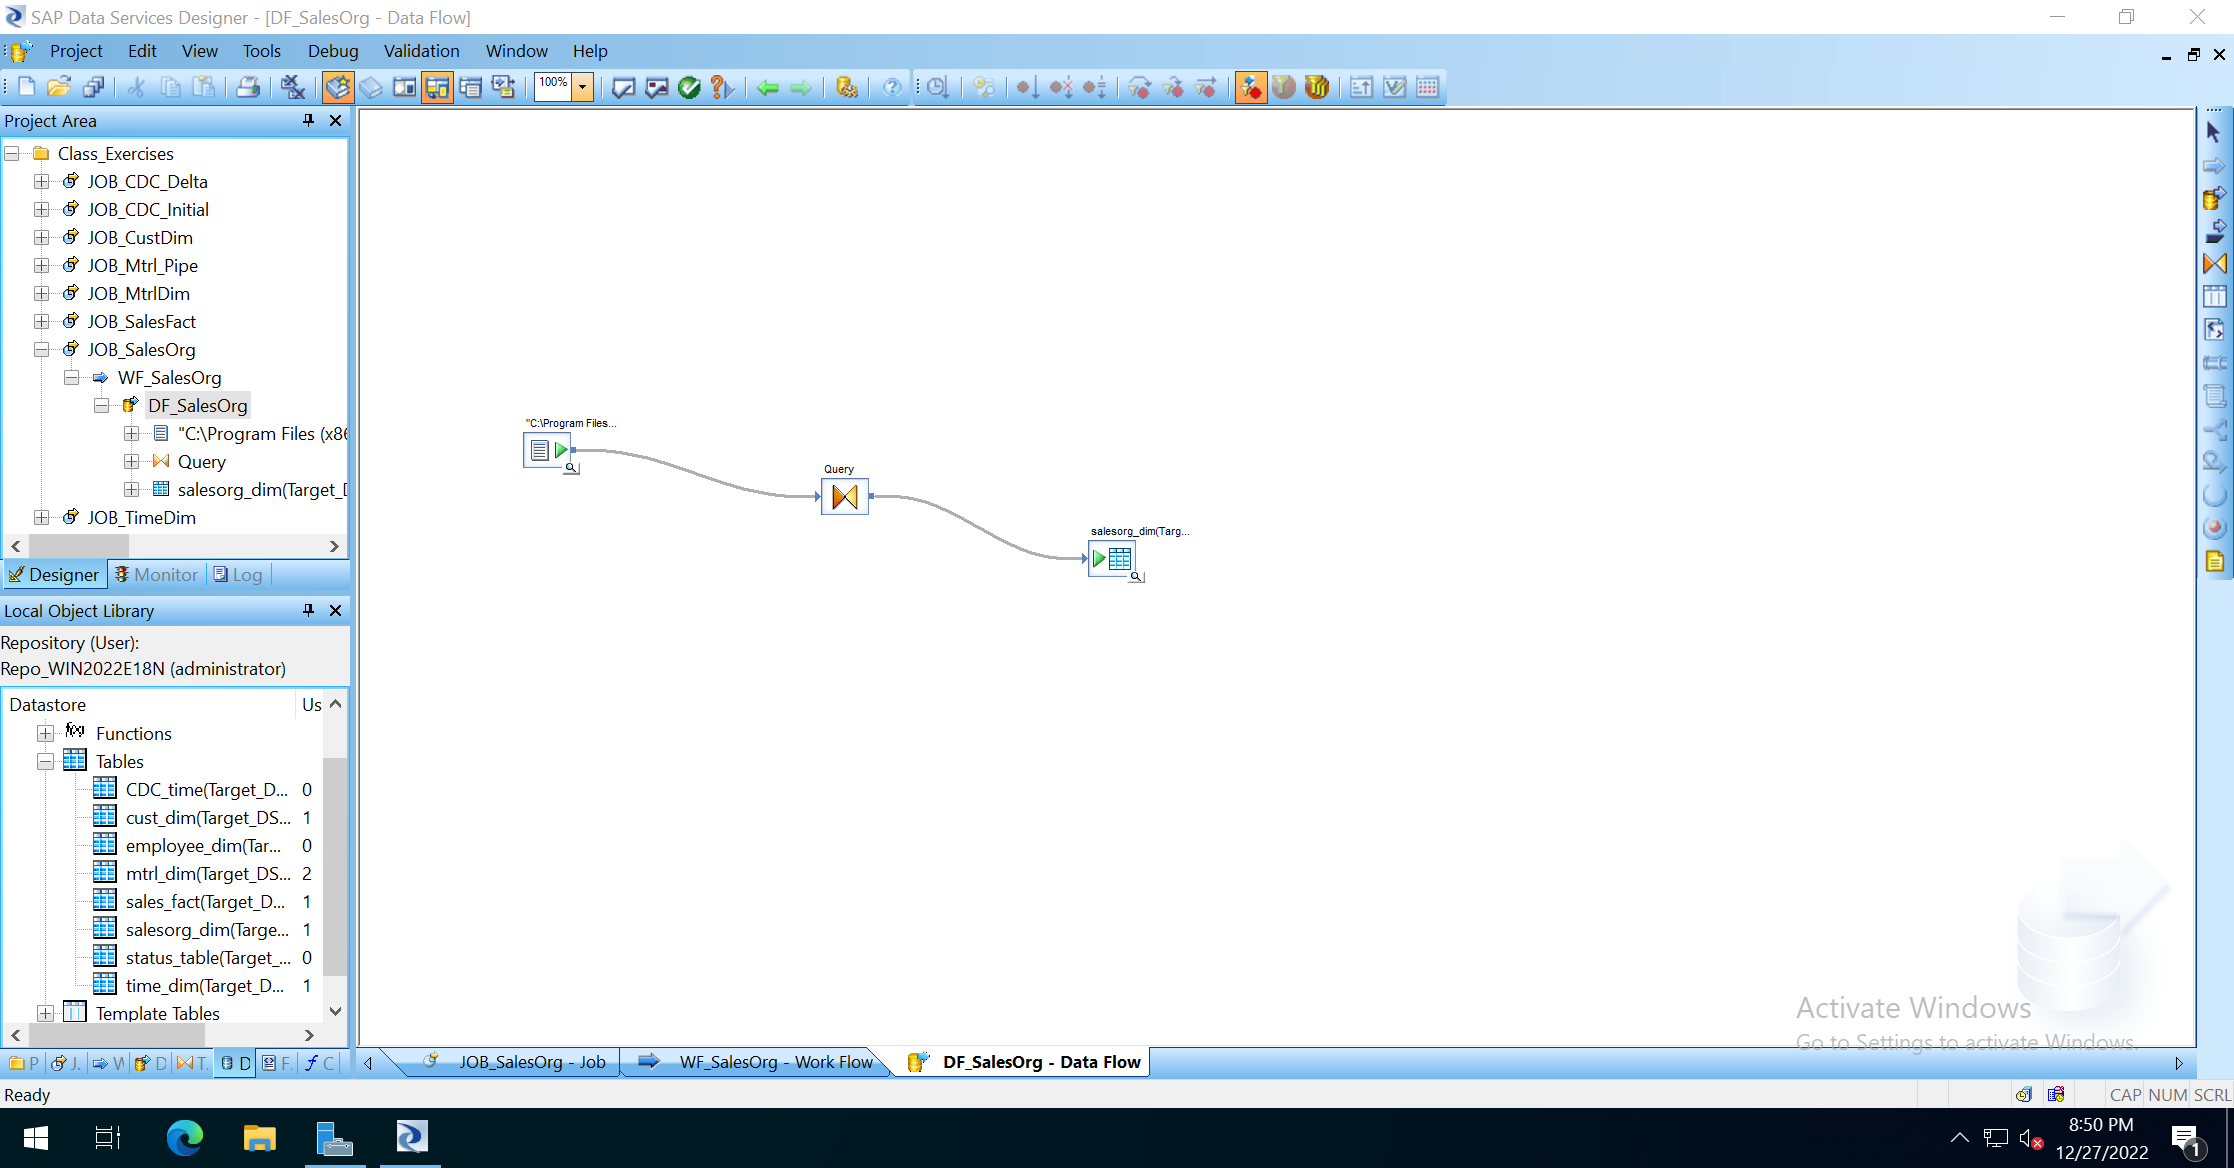 SAP Data Services Designer - [DF_SalesOrg - Data Flow]
Project Edit View Tools Debug Validation Window Help
100%
Project Area
Class_Exercises
JOB_CDC_Delta
JOB_CDC_Initial
JOB_CustDim
JOB_Mtrl_Pipe
JOB_MtrlDim
JOB_SalesFact
JOB_SalesOrg
WF_SalesOrg
DF_SalesOrg
"C:\Program Files (x86
Query
salesorg_dim(Target_D
JOB_TimeDim
Designer Monitor Log
Local Object Library
Repository (User):
Repo_WIN2022E18N (administrator)
Datastore Us
Functions
Tables
CDC_time(Target_D... 0
cust_dim(Target_DS... 1
employee_dim(Tar... 0
mtrl_dim(Target_DS... 2
sales_fact(Target_D... 1
salesorg_dim(Targe... 1
status_table(Target_... 0
time_dim(Target_D... 1
Template Tables
P J. W D T. D F. C
"C:\Program Files...
Query
salesorg_dim(Targ...
Activate Windows
Go to Settings to activate Windows.
JOB_SalesOrg - Job WF_SalesOrg - Work Flow DF_SalesOrg - Data Flow
Ready
CAP NUM SCRL
8:50 PM
12/27/2022
1